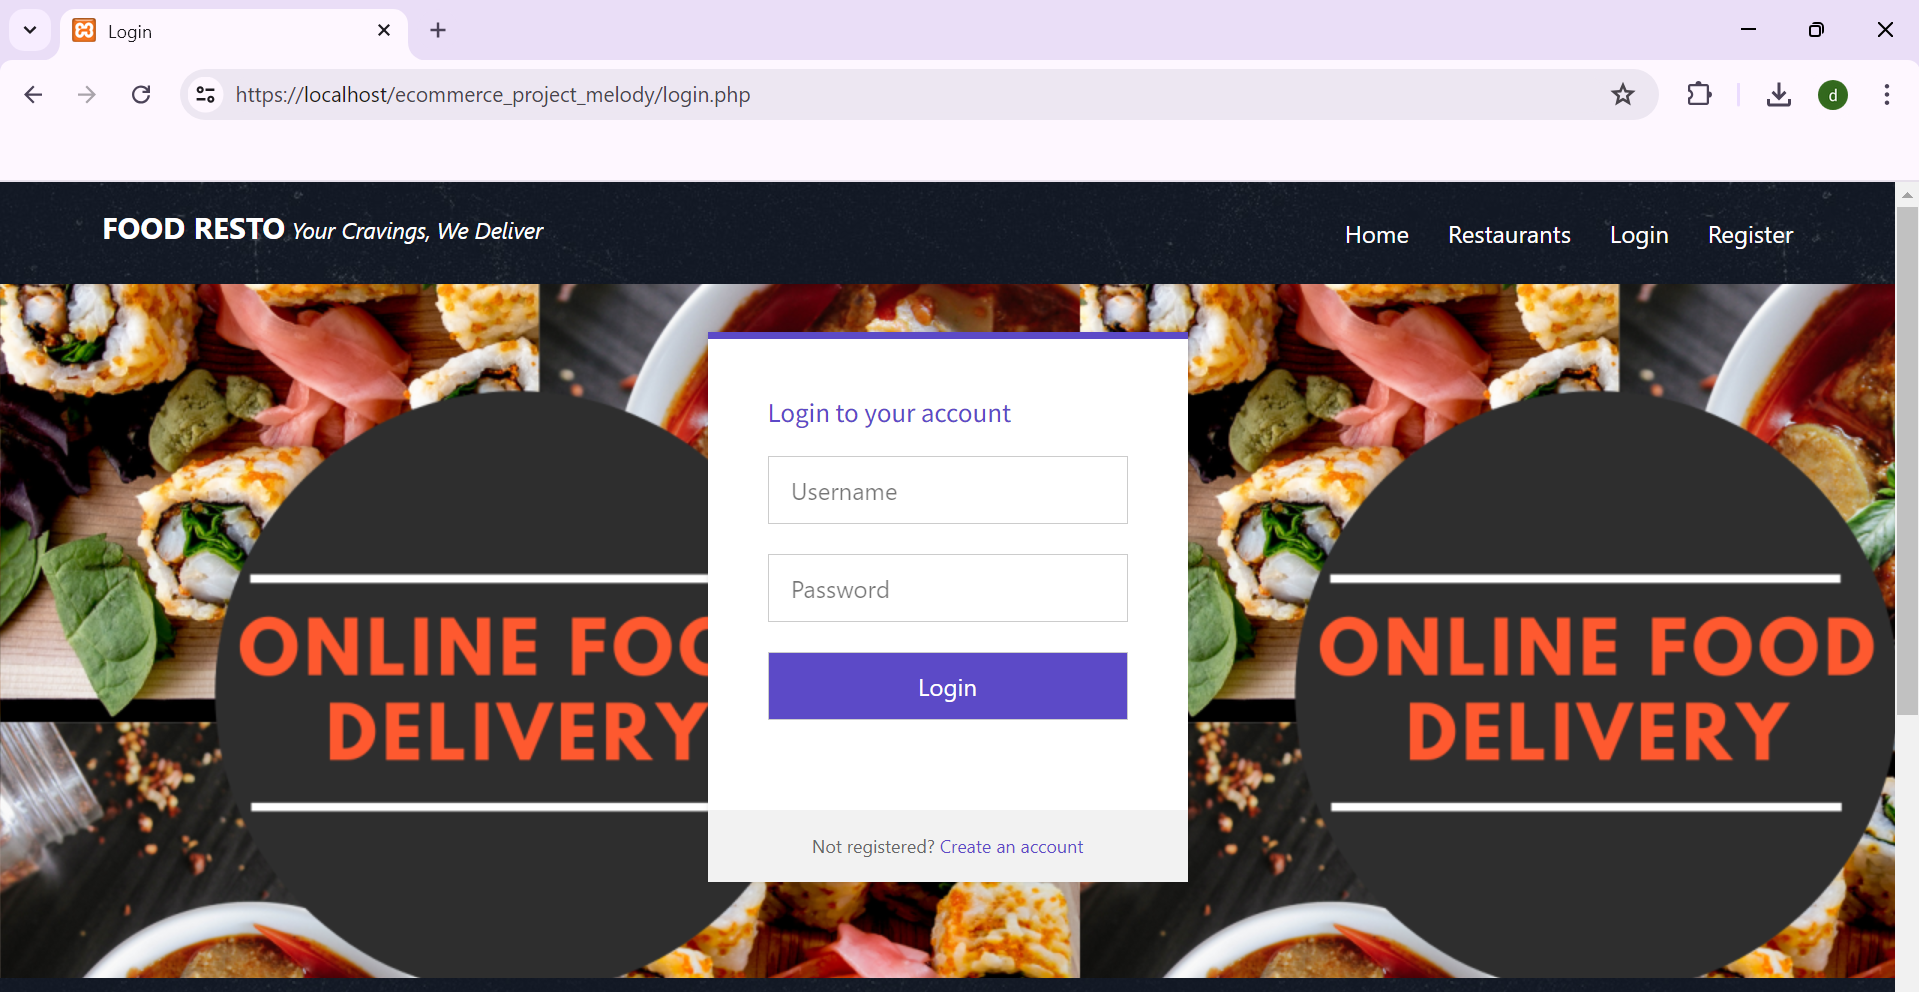 Login
https://localhost/ecommerce_project_melody/login.php
d
FOOD RESTO Your Cravings, We Deliver
Home Restaurants Login Register
Login to your account
Username
Password
Login
Not registered? Create an account
ONLINE FOO
DELIVERY
ONLINE FOOD
DELIVERY